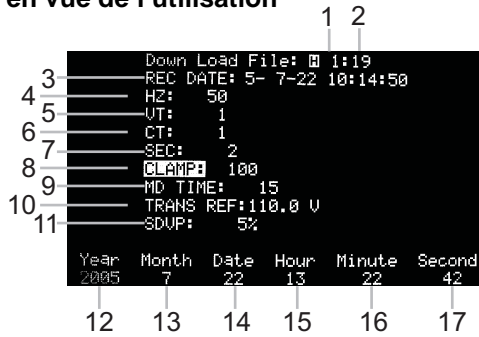 en vue de l'utilisation
1 2
Down Load File: M 1:19
3 REC DATE: 5- 7-22 10:14:50
4 HZ: 50
5 VT: 1
6 CT: 1
7 SEC: 2
8 CLAMP: 100
9 MD TIME: 15
10 TRANS REF:110.0 V
11 SDVP: 5%
Year Month Date Hour Minute Second
2005 7 22 13 22 42
12 13 14 15 16 17